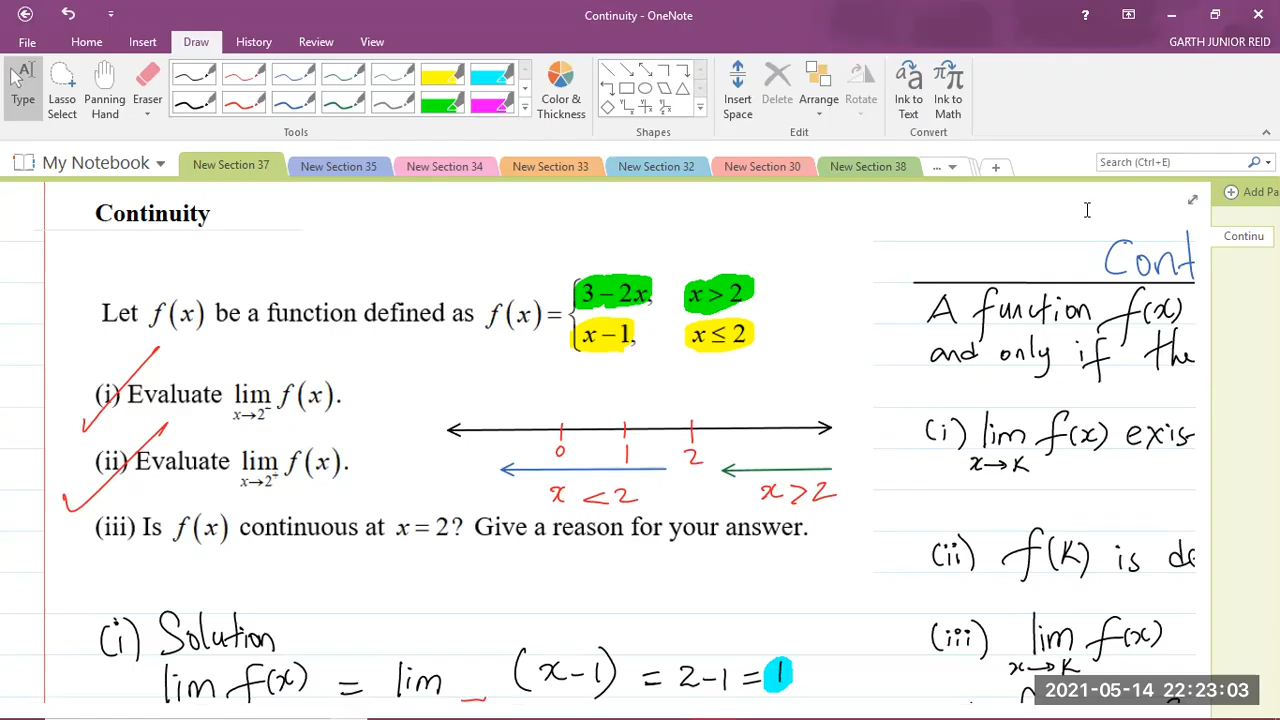 Continuity - OneNote
GARTH JUNIOR REID
File Home Insert Draw History Review View
Type
Lasso Select
Panning Hand
Eraser
Color & Thickness
Insert Space
Delete
Arrange
Rotate
Ink to Text
Ink to Math
Tools Shapes Edit Convert
My Notebook New Section 37 New Section 35 New Section 34 New Section 33 New Section 32 New Section 30 New Section 38 ...
Search (Ctrl+E)
Add Pa
Continu
Continuity
Let f(x) be a function defined as f(x) = { 3 − 2x, x > 2
x − 1, x ≤ 2
(i) Evaluate lim x→2⁻ f(x).
(ii) Evaluate lim x→2⁺ f(x).
0 1 2
x < 2 x > 2
(iii) Is f(x) continuous at x = 2? Give a reason for your answer.
(i) Solution
lim f(x) = lim (x-1) = 2-1 = 1
Cont
A function f(x)
and only if the
(i) lim x→K f(x) exis
(ii) f(K) is de
(iii) lim x→K f(x)
2021-05-14 22:23:03